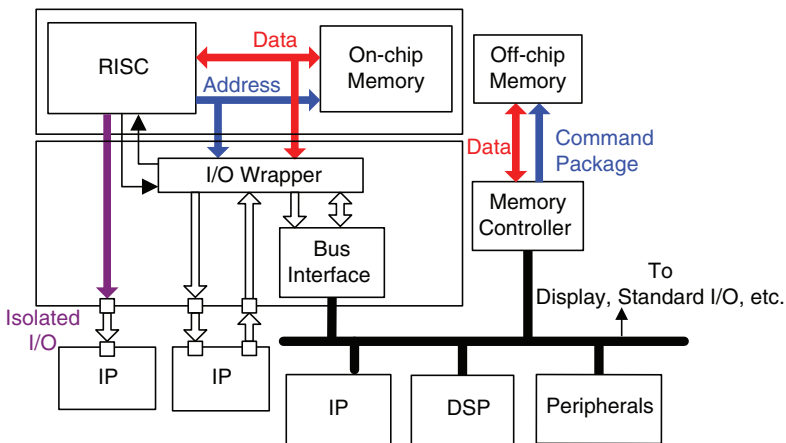 RISC
Data
Address
On-chip
Memory
Off-chip
Memory
Data
Command
Package
I/O Wrapper
Memory
Controller
Bus
Interface
To
Display, Standard I/O, etc.
Isolated
I/O
IP
IP
IP
DSP
Peripherals